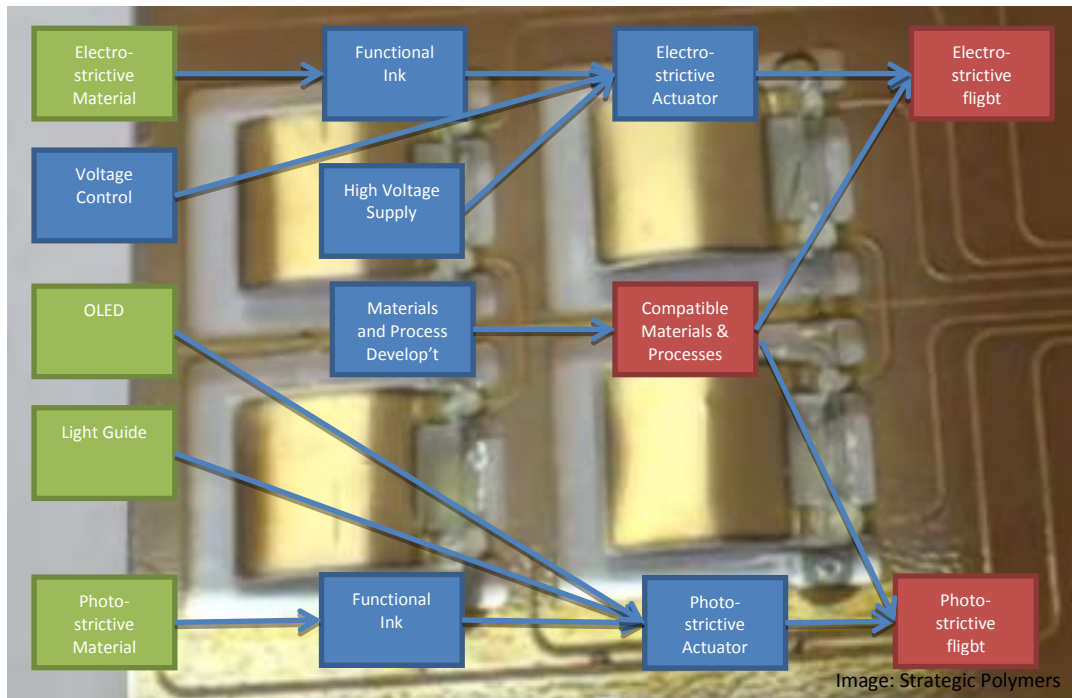 Electro-
strictive
Material
Functional
Ink
Electro-
strictive
Actuator
Electro-
strictive
fligbt
Voltage
Control
High Voltage
Supply
OLED
Materials
and Process
Develop't
Compatible
Materials &
Processes
Light Guide
Photo-
strictive
Material
Functional
Ink
Photo-
strictive
Actuator
Photo-
strictive
fligbt
Image: Strategic Polymers